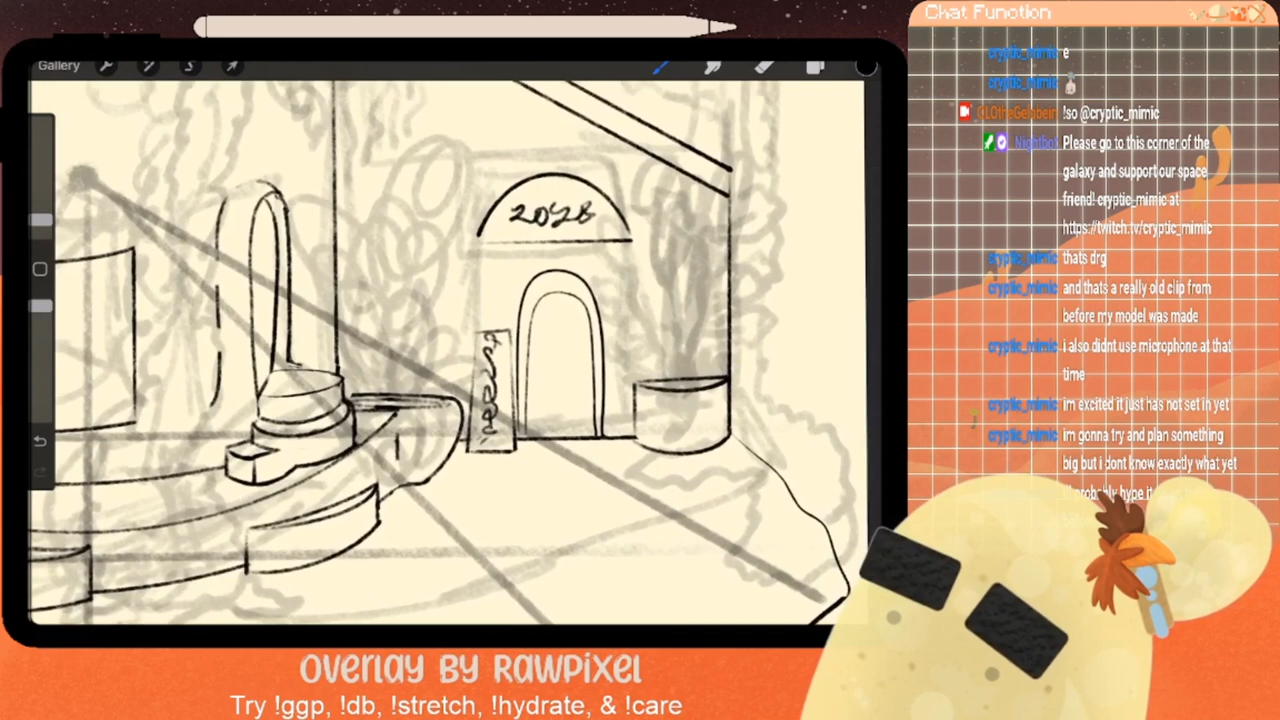 Chat Function
Gallery
cryptic_mimic e
cryptic_mimic
!so @cryptic_mimic
Nightbot Please go to this corner of the
galaxy and support our space
friend! cryptic_mimic at
https://twitch.tv/cryptic_mimic
cryptic_mimic thats drg
cryptic_mimic and thats a really old clip from
before my model was made
cryptic_mimic i also didnt use microphone at that
time
cryptic_mimic im excited it just has not set in yet
cryptic_mimic im gonna try and plan something
big but i dont know exactly what yet
probably hype it
2028
OVERLAY BY RAWPIXEL
Try !ggp, !db, !stretch, !hydrate, & !care